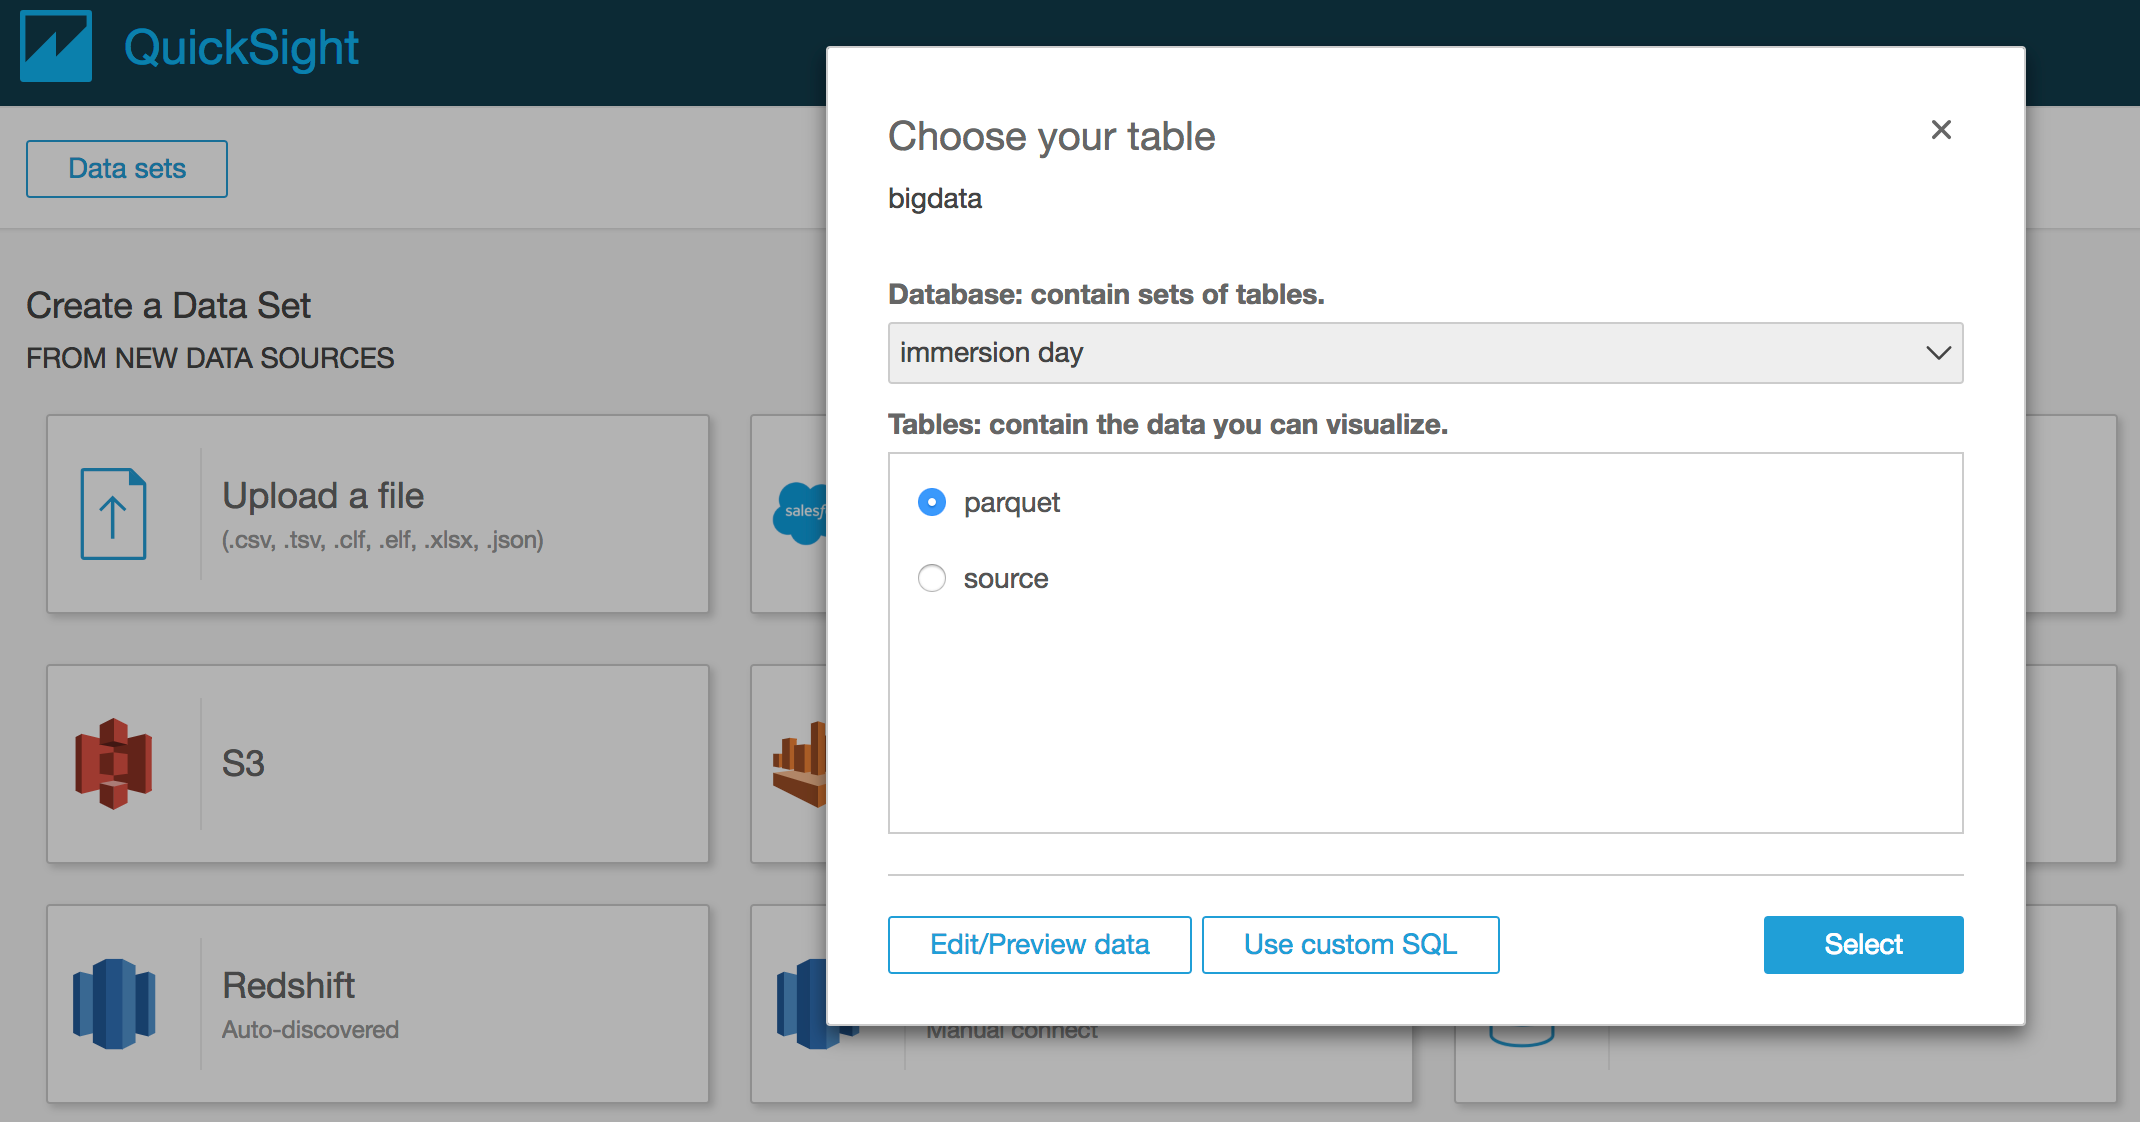 QuickSight
Data sets
Create a Data Set
FROM NEW DATA SOURCES
Upload a file
(.csv, .tsv, .clf, .elf, .xlsx, .json)
S3
Redshift
Auto-discovered
Manual connect
Choose your table
bigdata
Database: contain sets of tables.
immersion day
Tables: contain the data you can visualize.
parquet
source
Edit/Preview data
Use custom SQL
Select